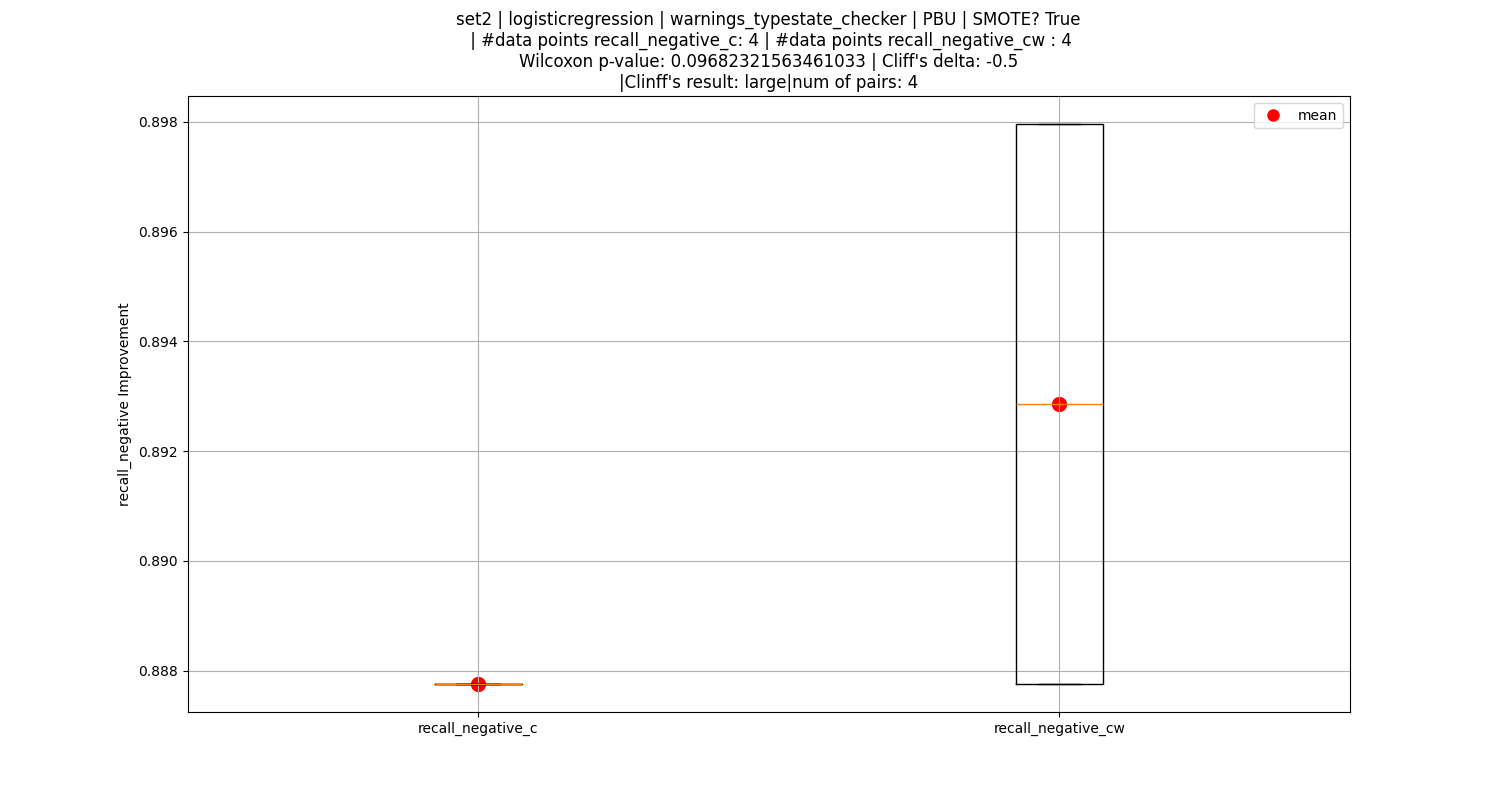 set2 | logisticregression | warnings_typestate_checker | PBU | SMOTE? True
| #data points recall_negative_c: 4 | #data points recall_negative_cw : 4
Wilcoxon p-value: 0.09682321563461033 | Cliff's delta: -0.5
|Clinff's result: large|num of pairs: 4
mean
0.898
0.896
0.894
0.892
0.890
0.888
recall_negative Improvement
recall_negative_c
recall_negative_cw